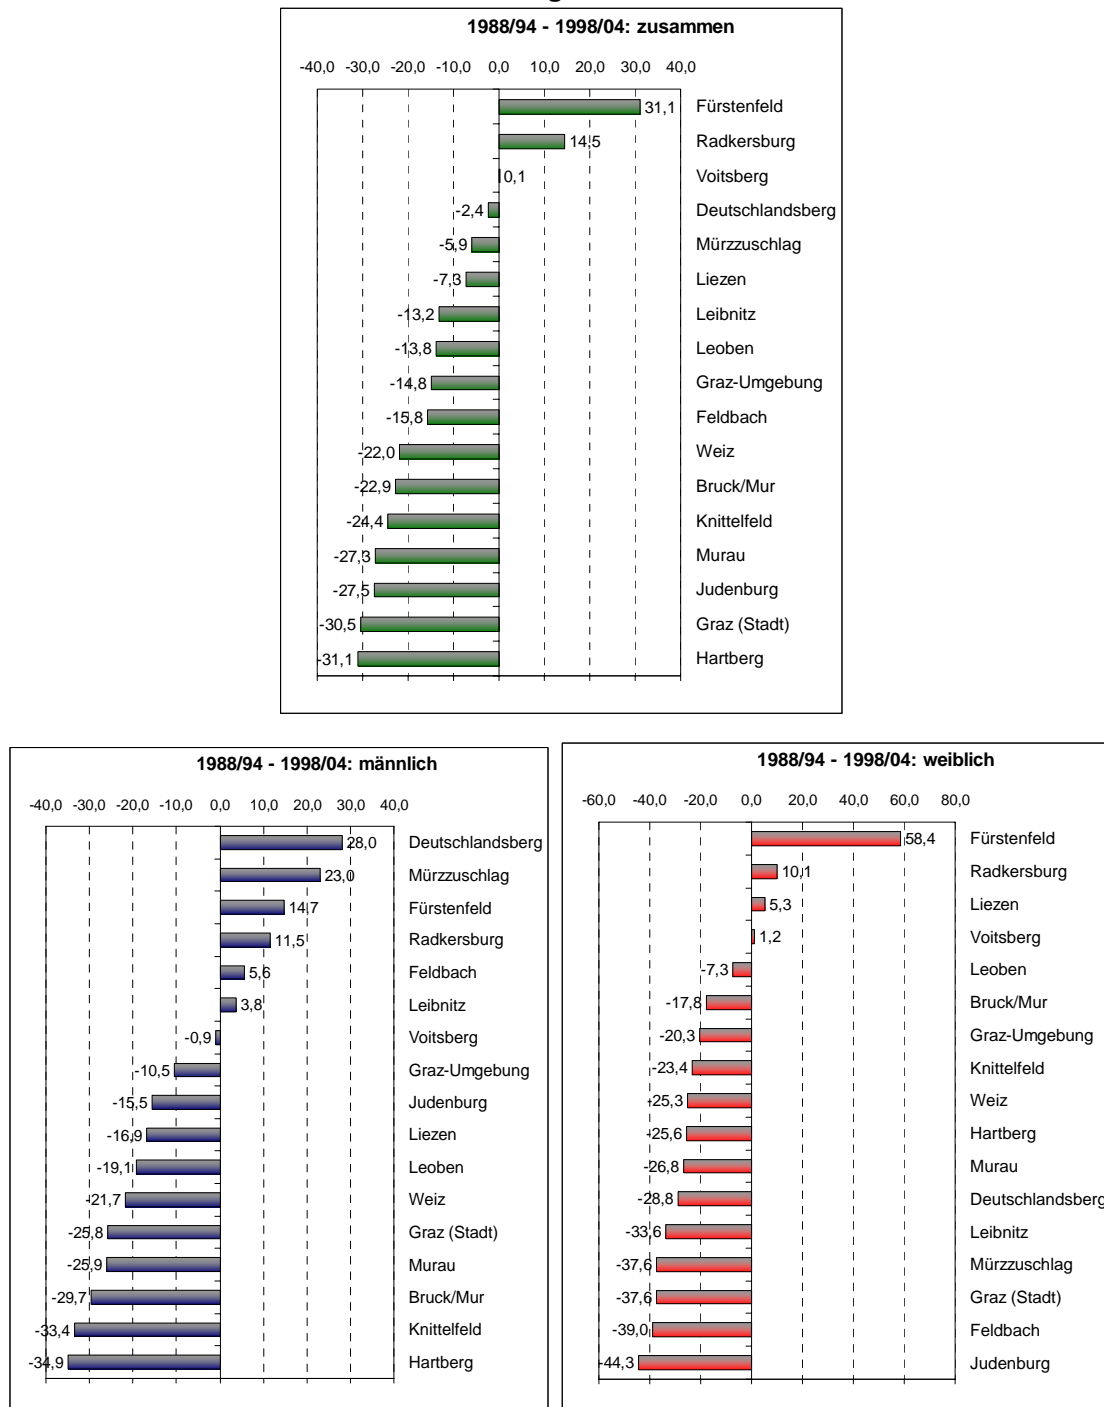 1988/94 - 1998/04: zusammen
-40,0 -30,0 -20,0 -10,0 0,0 10,0 20,0 30,0 40,0
31,1 Fürstenfeld
14,5 Radkersburg
0,1 Voitsberg
-2,4 Deutschlandsberg
-5,9 Mürzzuschlag
-7,3 Liezen
-13,2 Leibnitz
-13,8 Leoben
-14,8 Graz-Umgebung
-15,8 Feldbach
-22,0 Weiz
-22,9 Bruck/Mur
-24,4 Knittelfeld
-27,3 Murau
-27,5 Judenburg
-30,5 Graz (Stadt)
-31,1 Hartberg
1988/94 - 1998/04: männlich
-40,0 -30,0 -20,0 -10,0 0,0 10,0 20,0 30,0 40,0
28,0 Deutschlandsberg
23,0 Mürzzuschlag
14,7 Fürstenfeld
11,5 Radkersburg
5,6 Feldbach
3,8 Leibnitz
-0,9 Voitsberg
-10,5 Graz-Umgebung
-15,5 Judenburg
-16,9 Liezen
-19,1 Leoben
-21,7 Weiz
-25,8 Graz (Stadt)
-25,9 Murau
-29,7 Bruck/Mur
-33,4 Knittelfeld
-34,9 Hartberg
1988/94 - 1998/04: weiblich
-60,0 -40,0 -20,0 0,0 20,0 40,0 60,0 80,0
58,4 Fürstenfeld
10,1 Radkersburg
5,3 Liezen
1,2 Voitsberg
-7,3 Leoben
-17,8 Bruck/Mur
-20,3 Graz-Umgebung
-23,4 Knittelfeld
-25,3 Weiz
-25,6 Hartberg
-26,8 Murau
-28,8 Deutschlandsberg
-33,6 Leibnitz
-37,6 Mürzzuschlag
-37,6 Graz (Stadt)
-39,0 Feldbach
-44,3 Judenburg